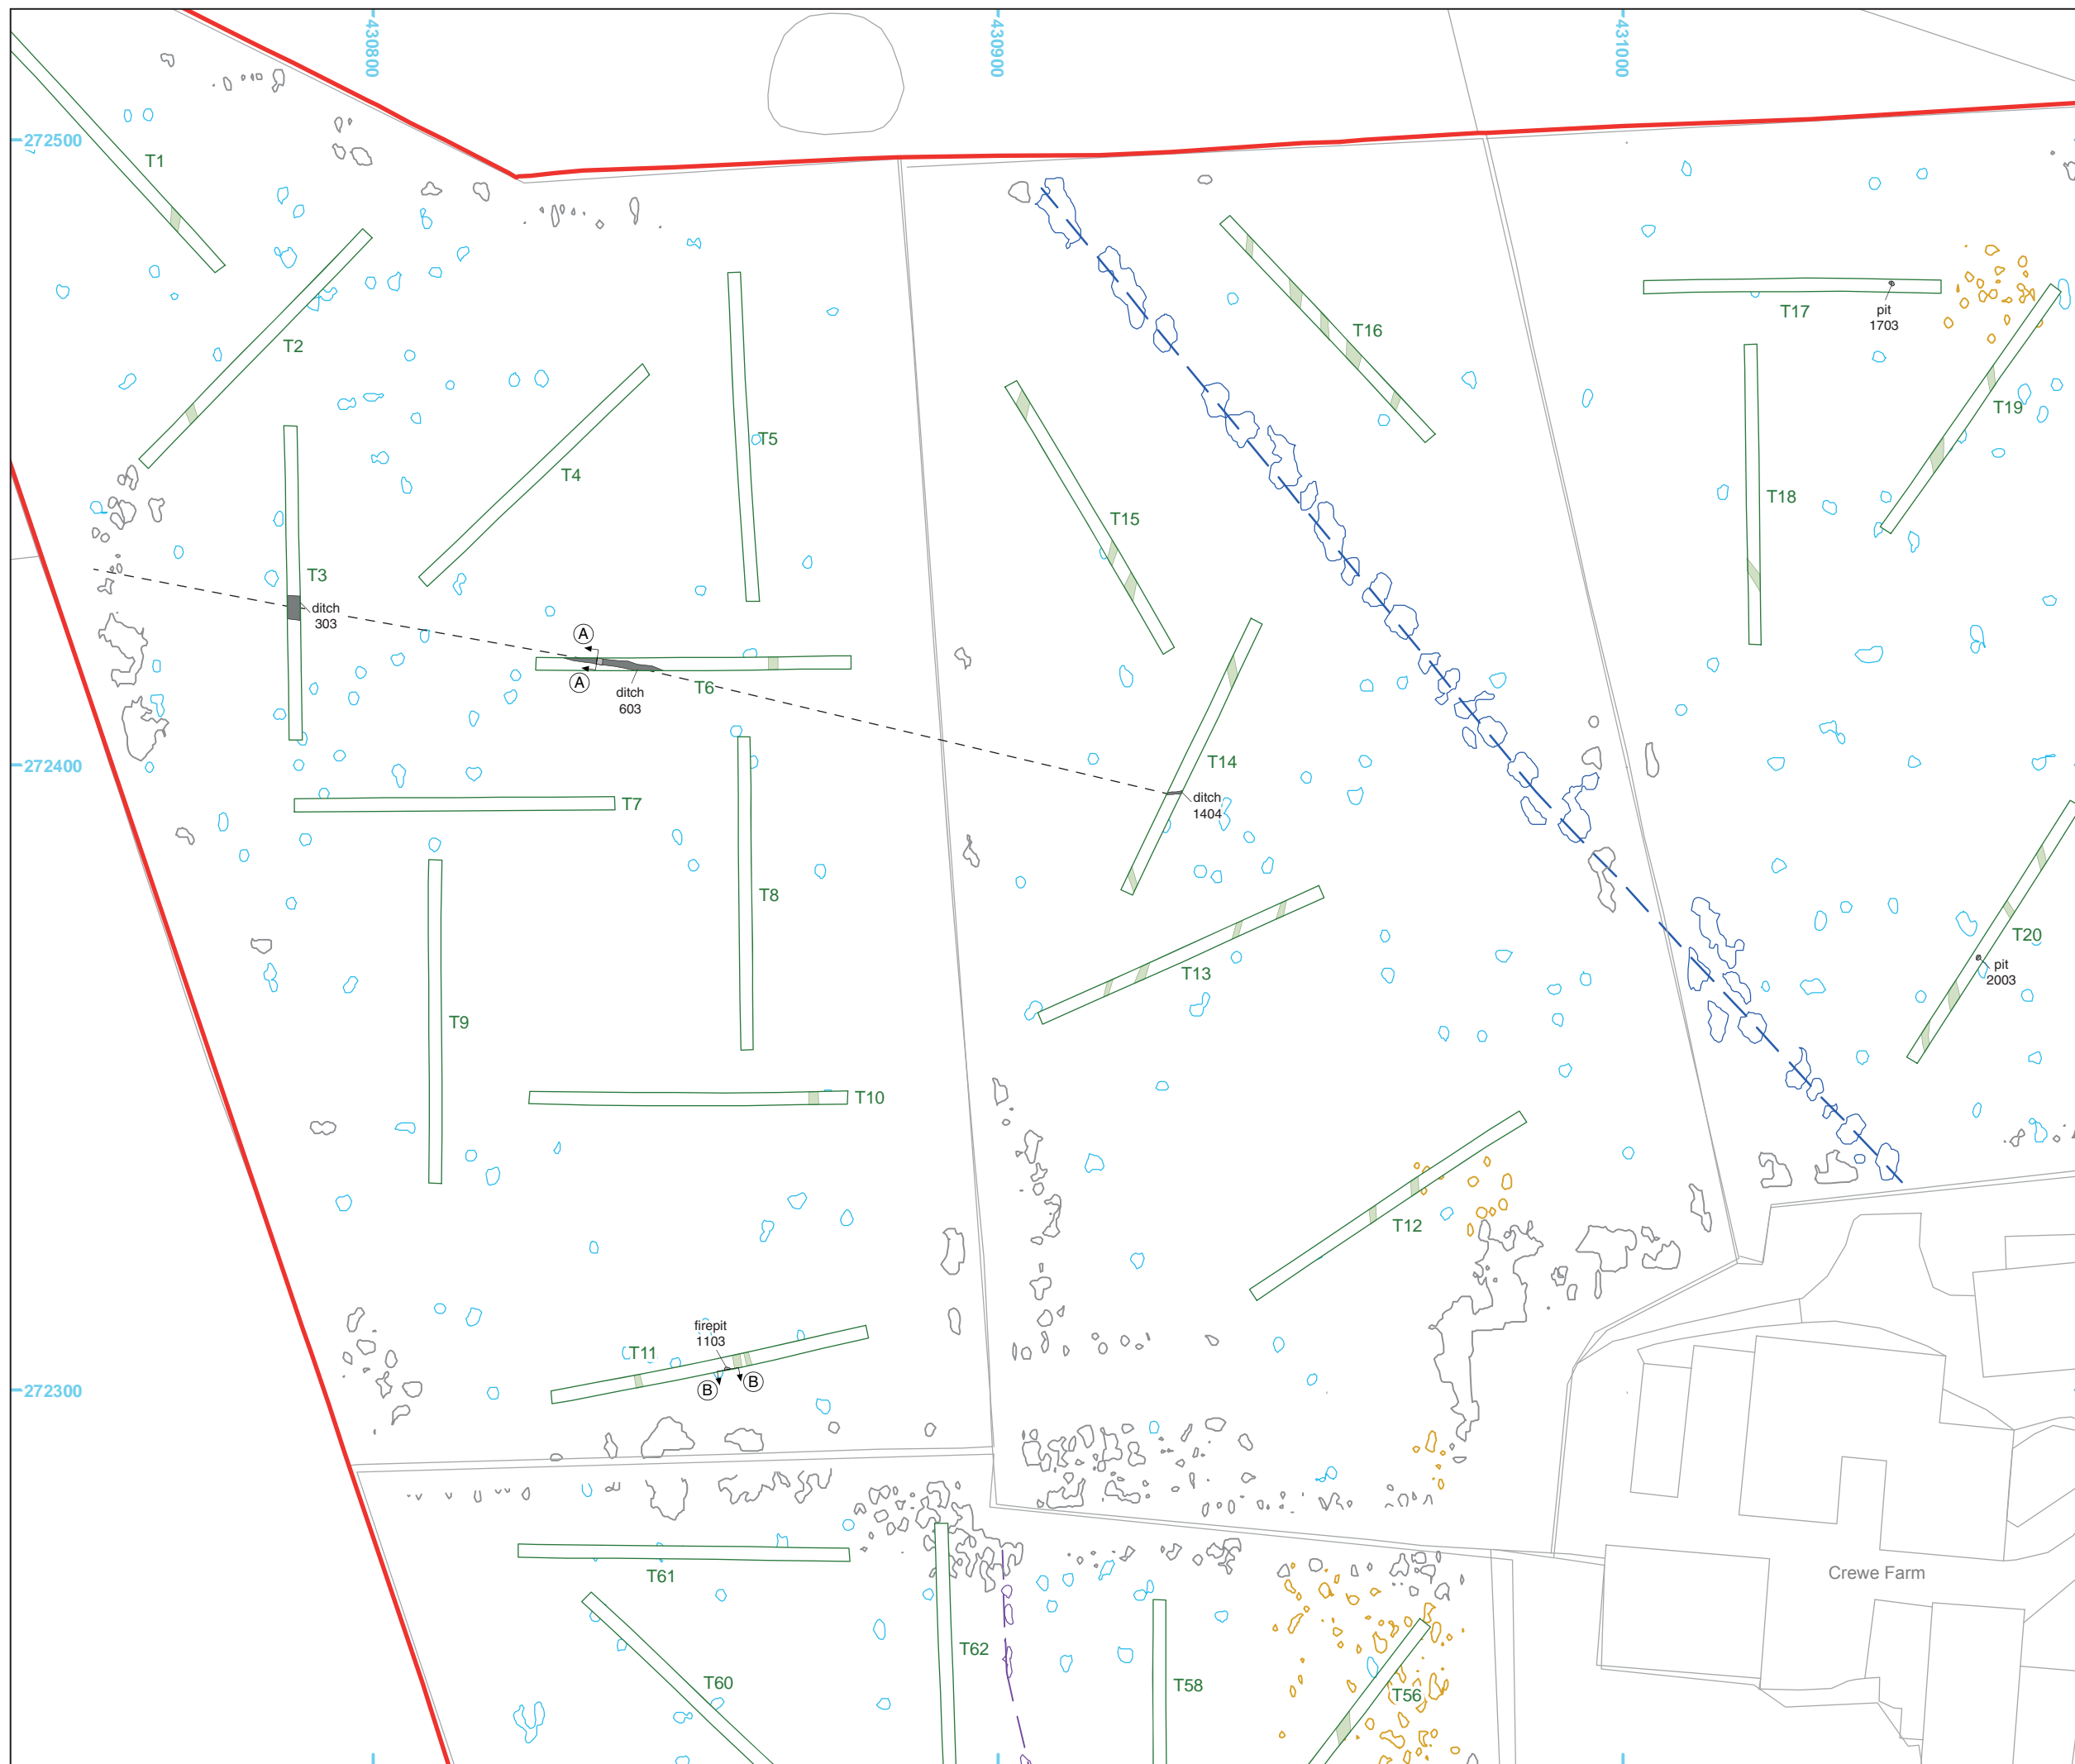 430800
430900
431000
272500
T1
T2
T16
T17
pit
1703
T19
T5
T4
T18
T15
T3
ditch
303
A
A
T6
ditch
603
272400
T14
ditch
1404
T7
T8
T20
pit
2003
T13
T9
T10
T12
firepit
1103
T11
B
B
272300
Crewe Farm
T61
T62
T60
T58
T56